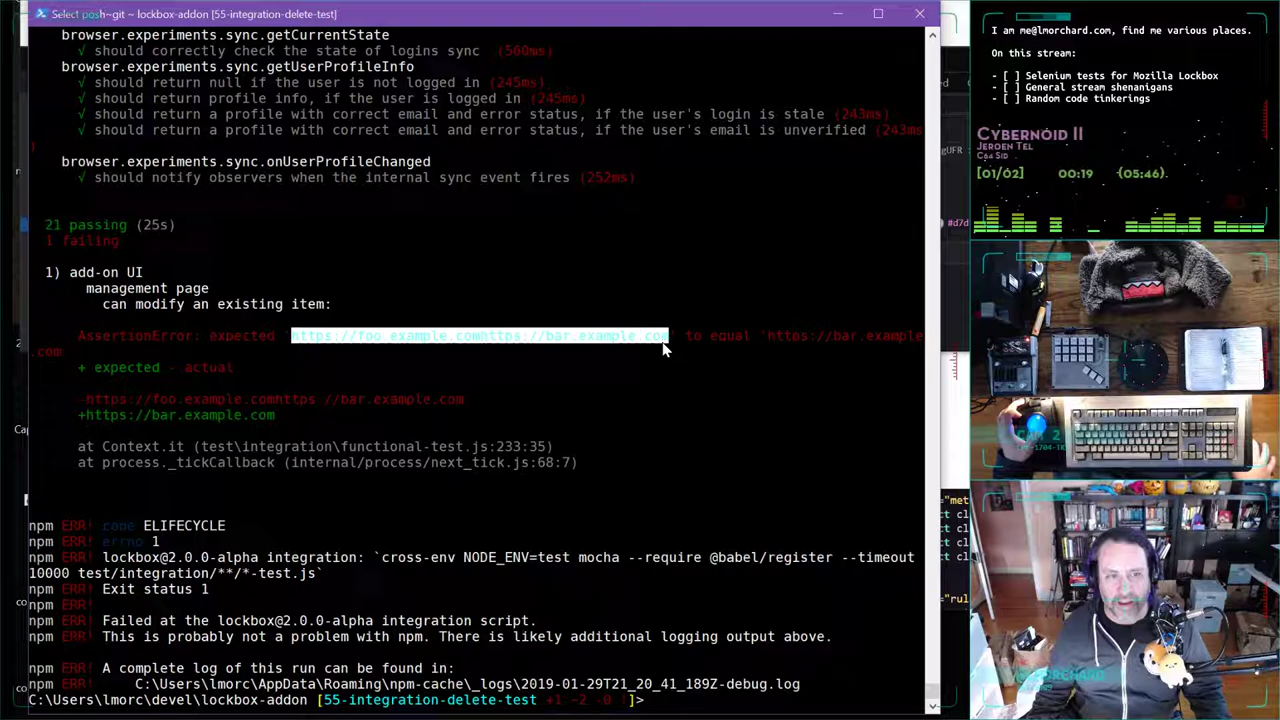 Select posh~git ~ lockbox-addon [55-integration-delete-test]
browser.experiments.sync.getCurrentState
√ should correctly check the state of logins sync (560ms)
browser.experiments.sync.getUserProfileInfo
√ should return null if the user is not logged in (245ms)
√ should return profile info, if the user is logged in (245ms)
√ should return a profile with correct email and error status, if the user's login is stale (243ms)
√ should return a profile with correct email and error status, if the user's email is unverified (243ms
)
browser.experiments.sync.onUserProfileChanged
√ should notify observers when the internal sync event fires (252ms)
21 passing (25s)
1 failing
1) add-on UI
management page
can modify an existing item:
AssertionError: expected 'https://foo.example.comhttps://bar.example.com' to equal 'https://bar.example
.com
+ expected - actual
-https://foo.example.comhttps //bar.example.com
+https://bar.example.com
at Context.it (test\integration\functional-test.js:233:35)
at process._tickCallback (internal/process/next_tick.js:68:7)
npm ERR! code ELIFECYCLE
npm ERR! errno 1
npm ERR! lockbox@2.0.0-alpha integration: `cross-env NODE_ENV=test mocha --require @babel/register --timeout
10000 test/integration/**/*-test.js`
npm ERR! Exit status 1
npm ERR!
npm ERR! Failed at the lockbox@2.0.0-alpha integration script.
npm ERR! This is probably not a problem with npm. There is likely additional logging output above.
npm ERR! A complete log of this run can be found in:
npm ERR! C:\Users\lmorc\AppData\Roaming\npm-cache\_logs\2019-01-29T21_20_41_189Z-debug.log
C:\Users\lmorc\devel\lockbox-addon [55-integration-delete-test +1 ~2 -0 !]>
I am me@lmorchard.com, find me various places.
On this stream:
- [ ] Selenium tests for Mozilla Lockbox
- [ ] General stream shenanigans
- [ ] Random code tinkerings
Cybernoid II
Jeroen Tel
C64 Sid
[01/02] 00:19 (05:46)
#d7d
CAM 2